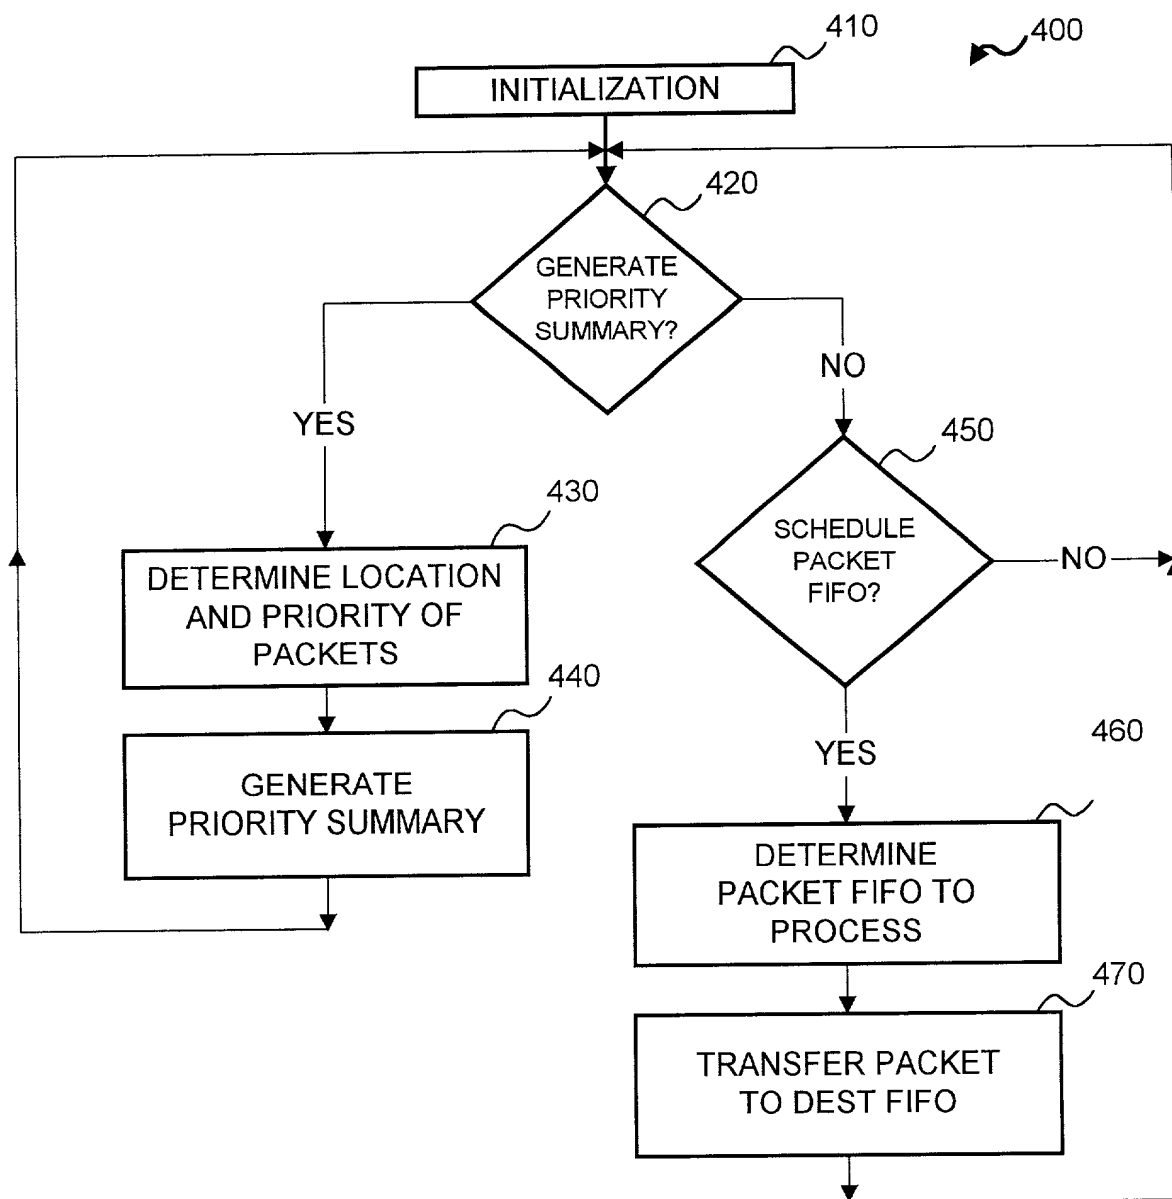 410
400
INITIALIZATION
420
GENERATE
PRIORITY
SUMMARY?
YES
NO
450
SCHEDULE
PACKET
FIFO?
NO
430
DETERMINE LOCATION
AND PRIORITY OF
PACKETS
440
GENERATE
PRIORITY SUMMARY
YES
460
DETERMINE
PACKET FIFO TO
PROCESS
470
TRANSFER PACKET
TO DEST FIFO